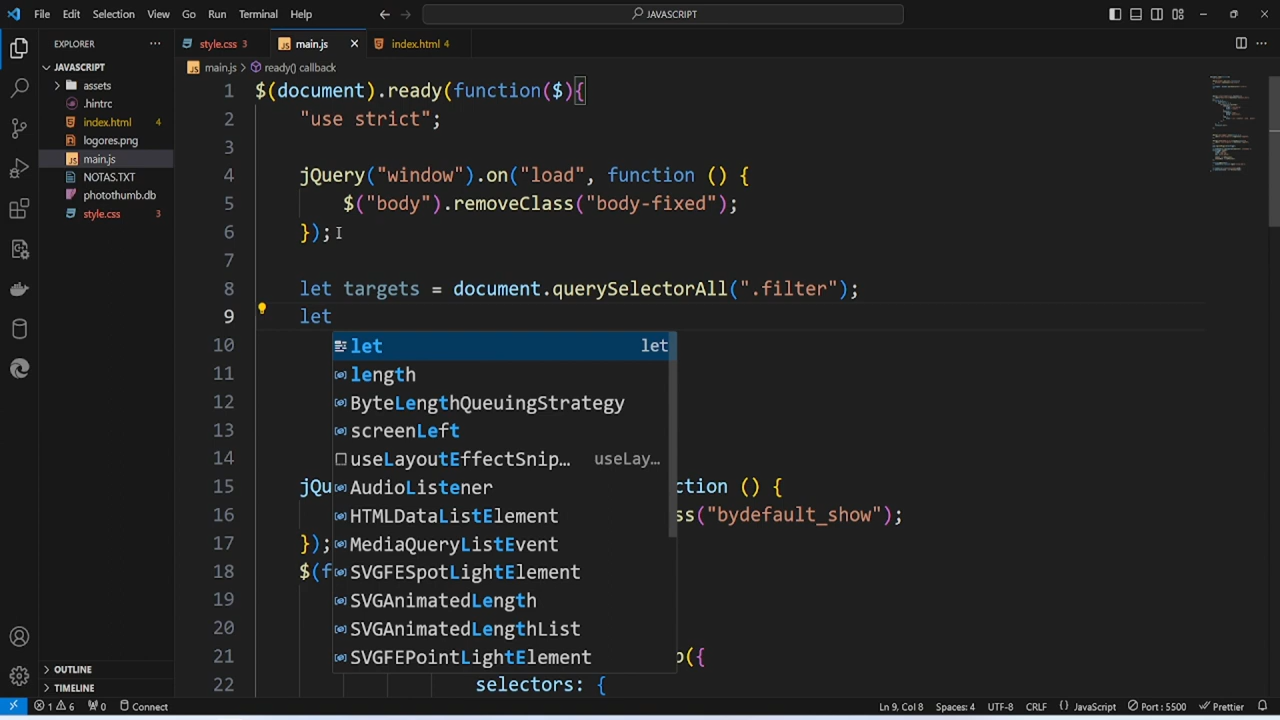 File Edit Selection View Go Run Terminal Help JAVASCRIPT
EXPLORER ... style.css 3 main.js index.html 4
JAVASCRIPT
assets
.hintrc
index.html 4
logores.png
main.js
NOTAS.TXT
photothumb.db
style.css 3
OUTLINE
TIMELINE
main.js > ready() callback
1 $(document).ready(function($){
2 "use strict";
3
4 jQuery("window").on("load", function () {
5 $("body").removeClass("body-fixed");
6 });
7
8 let targets = document.querySelectorAll(".filter");
9 let
10 let let
11 length
12 ByteLengthQueuingStrategy
13 screenLeft
14 useLayoutEffectSnip... useLay...
AudioListener
15 jQu ction () {
16 HTMLDataListElement ss("bydefault_show");
17 }); MediaQueryListEvent
18 $(f SVGFESpotLightElement
19 SVGAnimatedLength
20 SVGAnimatedLengthList
21 SVGFEPointLightElement p({
22 selectors: {
1 6 0 Connect Ln 9, Col 8 Spaces: 4 UTF-8 CRLF {} JavaScript Port : 5500 Prettier